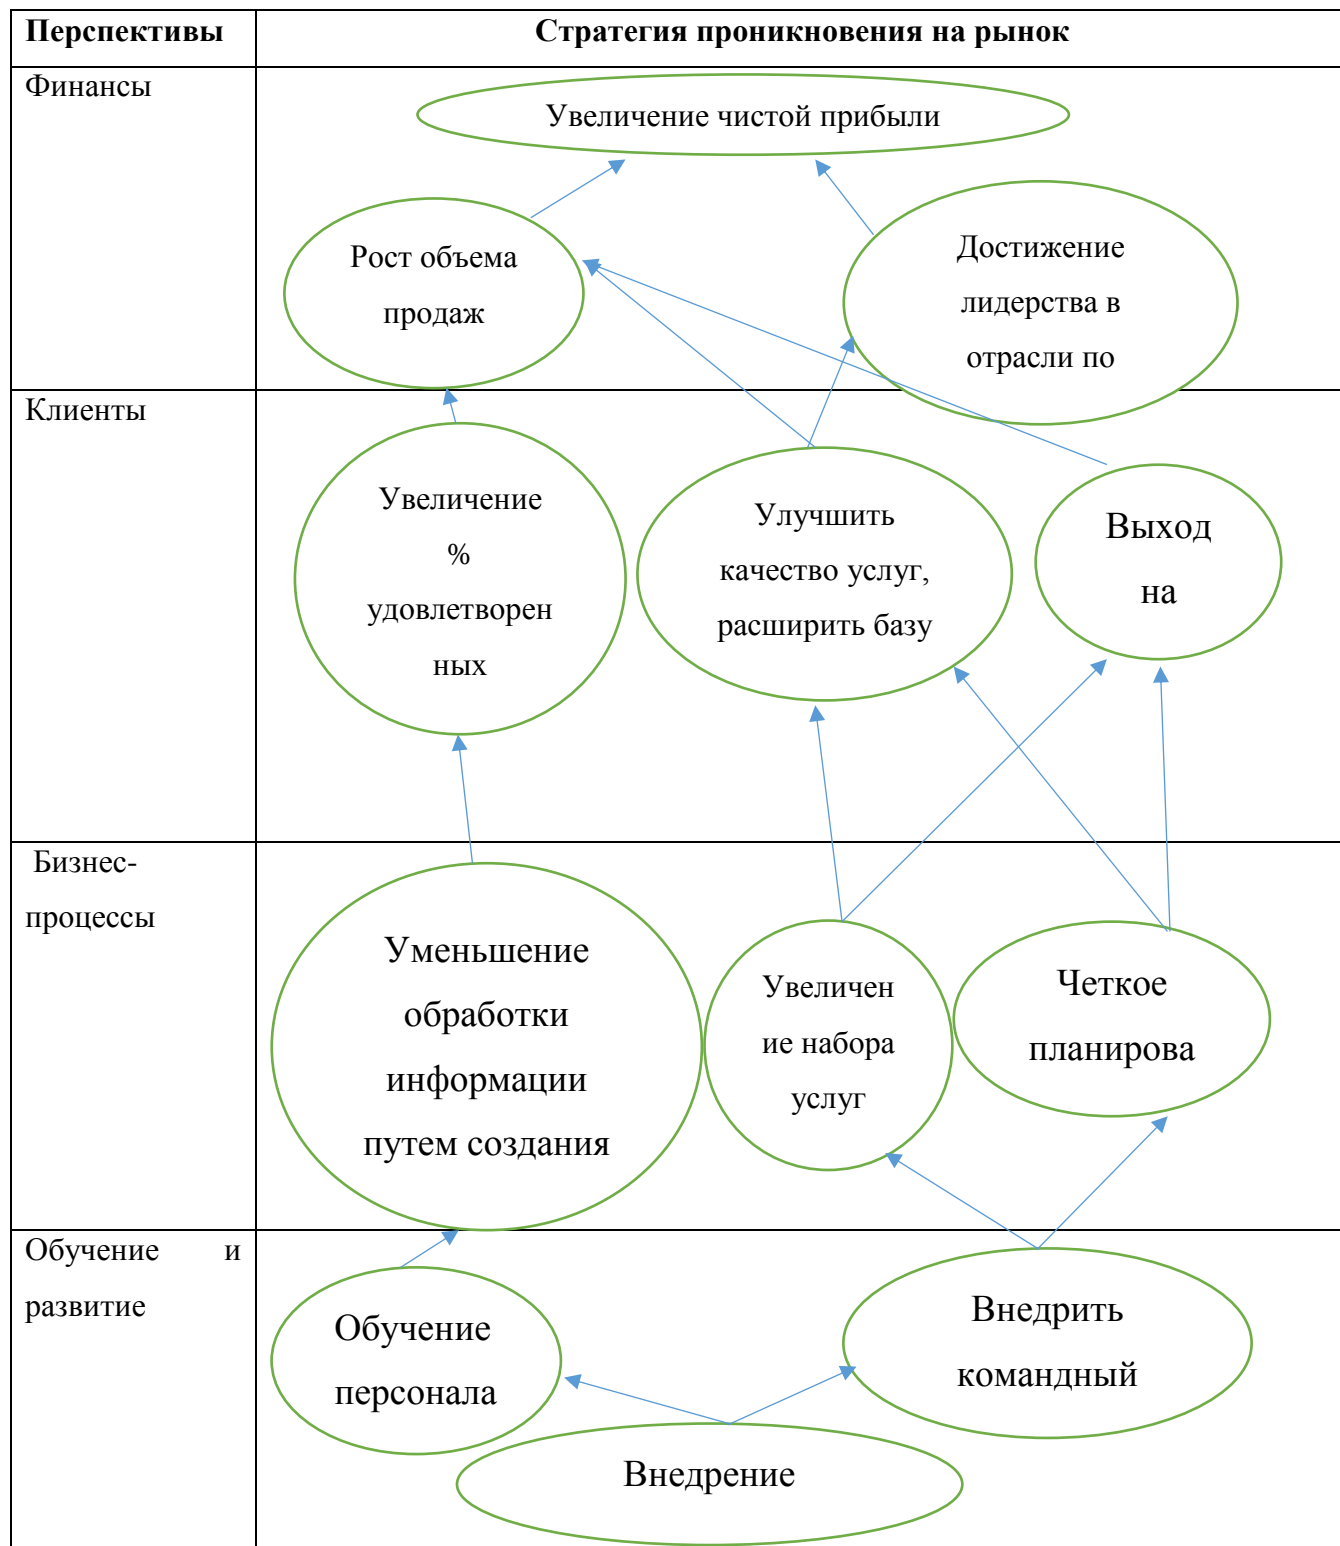 Перспективы
Стратегия проникновения на рынок
Финансы
Увеличение чистой прибыли
Рост объема
продаж
Достижение
лидерства в
отрасли по
Клиенты
Увеличение
%
удовлетворен
ных
Улучшить
качество услуг,
расширить базу
Выход
на
Бизнес-
процессы
Уменьшение
обработки
информации
путем создания
Увеличен
ие набора
услуг
Четкое
планирова
Обучение и
развитие
Обучение
персонала
Внедрить
командный
Внедрение